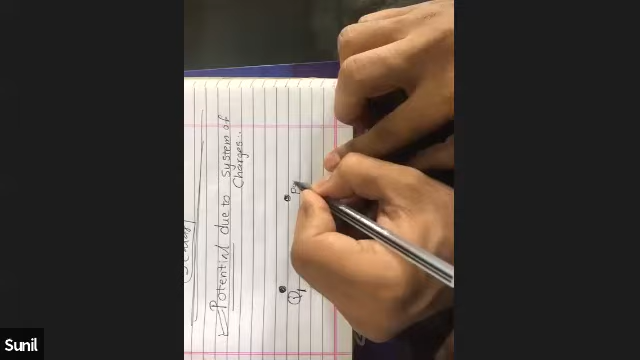 Potential due to system of
Charges...
P
Q1
Sunil